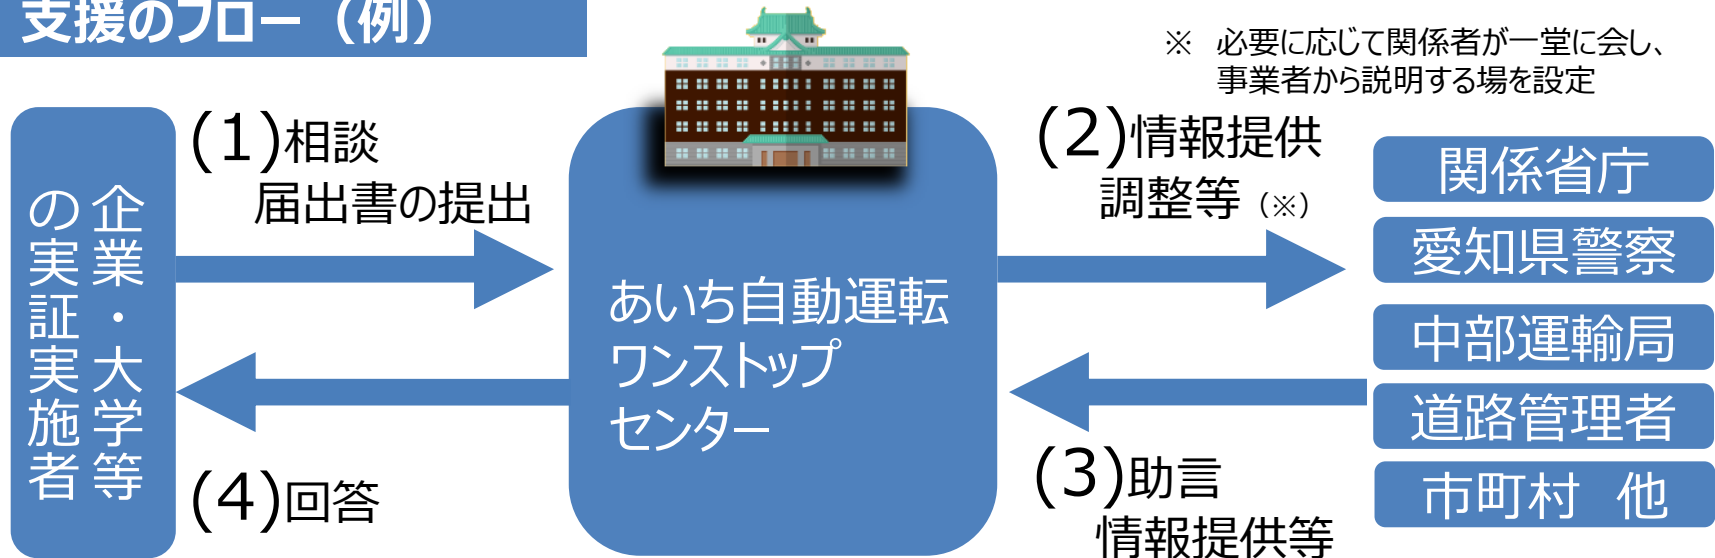 支援のフロー（例）
※ 必要に応じて関係者が一堂に会し、
事業者から説明する場を設定
企業・大学等
の実証実施者
(1)相談
届出書の提出
(4)回答
あいち自動運転
ワンストップ
センター
(2)情報提供
調整等（※）
(3)助言
情報提供等
関係省庁
愛知県警察
中部運輸局
道路管理者
市町村 他